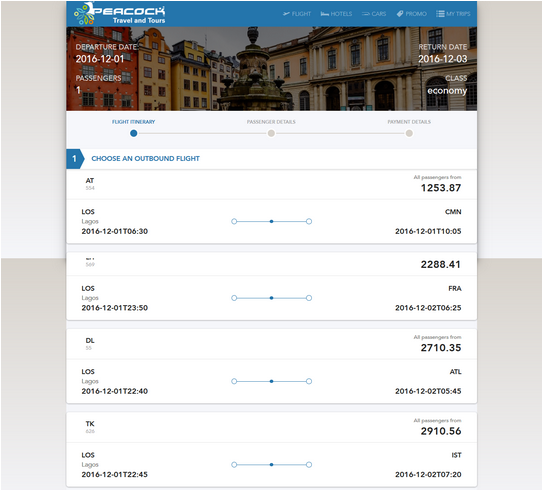 PEACOCK
Travel and Tours
FLIGHT HOTELS CARS PROMO MY TRIPS
DEPARTURE DATE RETURN DATE
2016-12-01 2016-12-03
PASSENGERS CLASS
1 economy
FLIGHT ITINERARY PASSENGER DETAILS PAYMENT DETAILS
1 CHOOSE AN OUTBOUND FLIGHT
AT All passengers from
554 1253.87
LOS CMN
Lagos
2016-12-01T06:30 2016-12-01T10:05
569 2288.41
LOS FRA
Lagos
2016-12-01T23:50 2016-12-02T06:25
DL All passengers from
55 2710.35
LOS ATL
Lagos
2016-12-01T22:40 2016-12-02T05:45
TK All passengers from
626 2910.56
LOS IST
Lagos
2016-12-01T22:45 2016-12-02T07:20